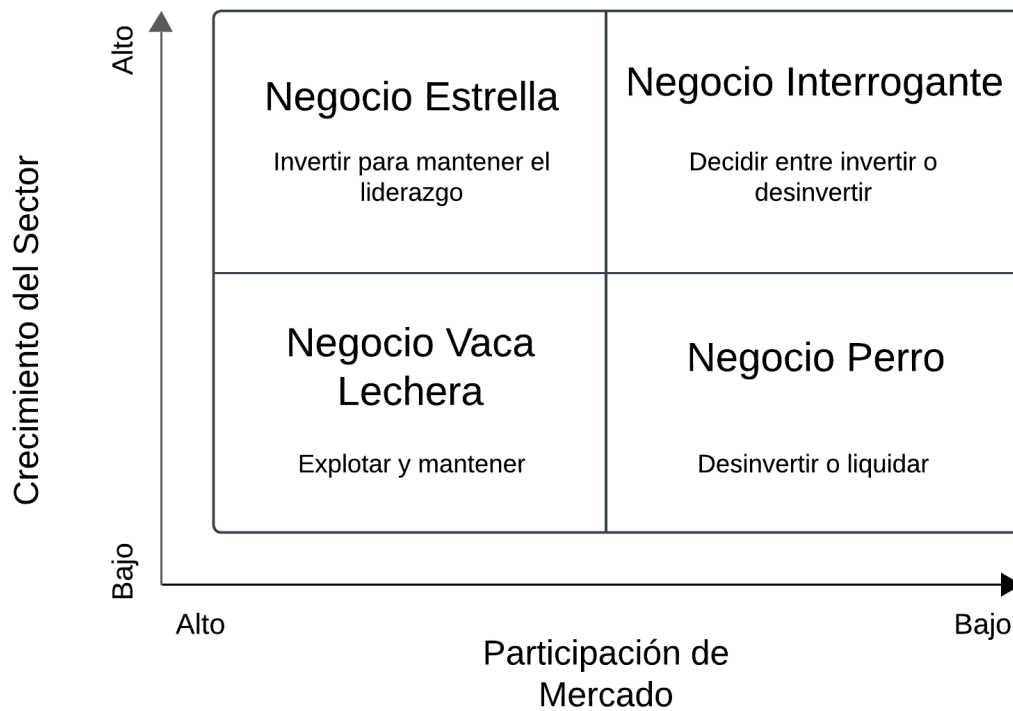 Alto
Crecimiento del Sector
Bajo
Negocio Estrella
Invertir para mantener el
liderazgo
Negocio Interrogante
Decidir entre invertir o
desinvertir
Negocio Vaca
Lechera
Explotar y mantener
Negocio Perro
Desinvertir o liquidar
Alto
Bajo
Participación de
Mercado